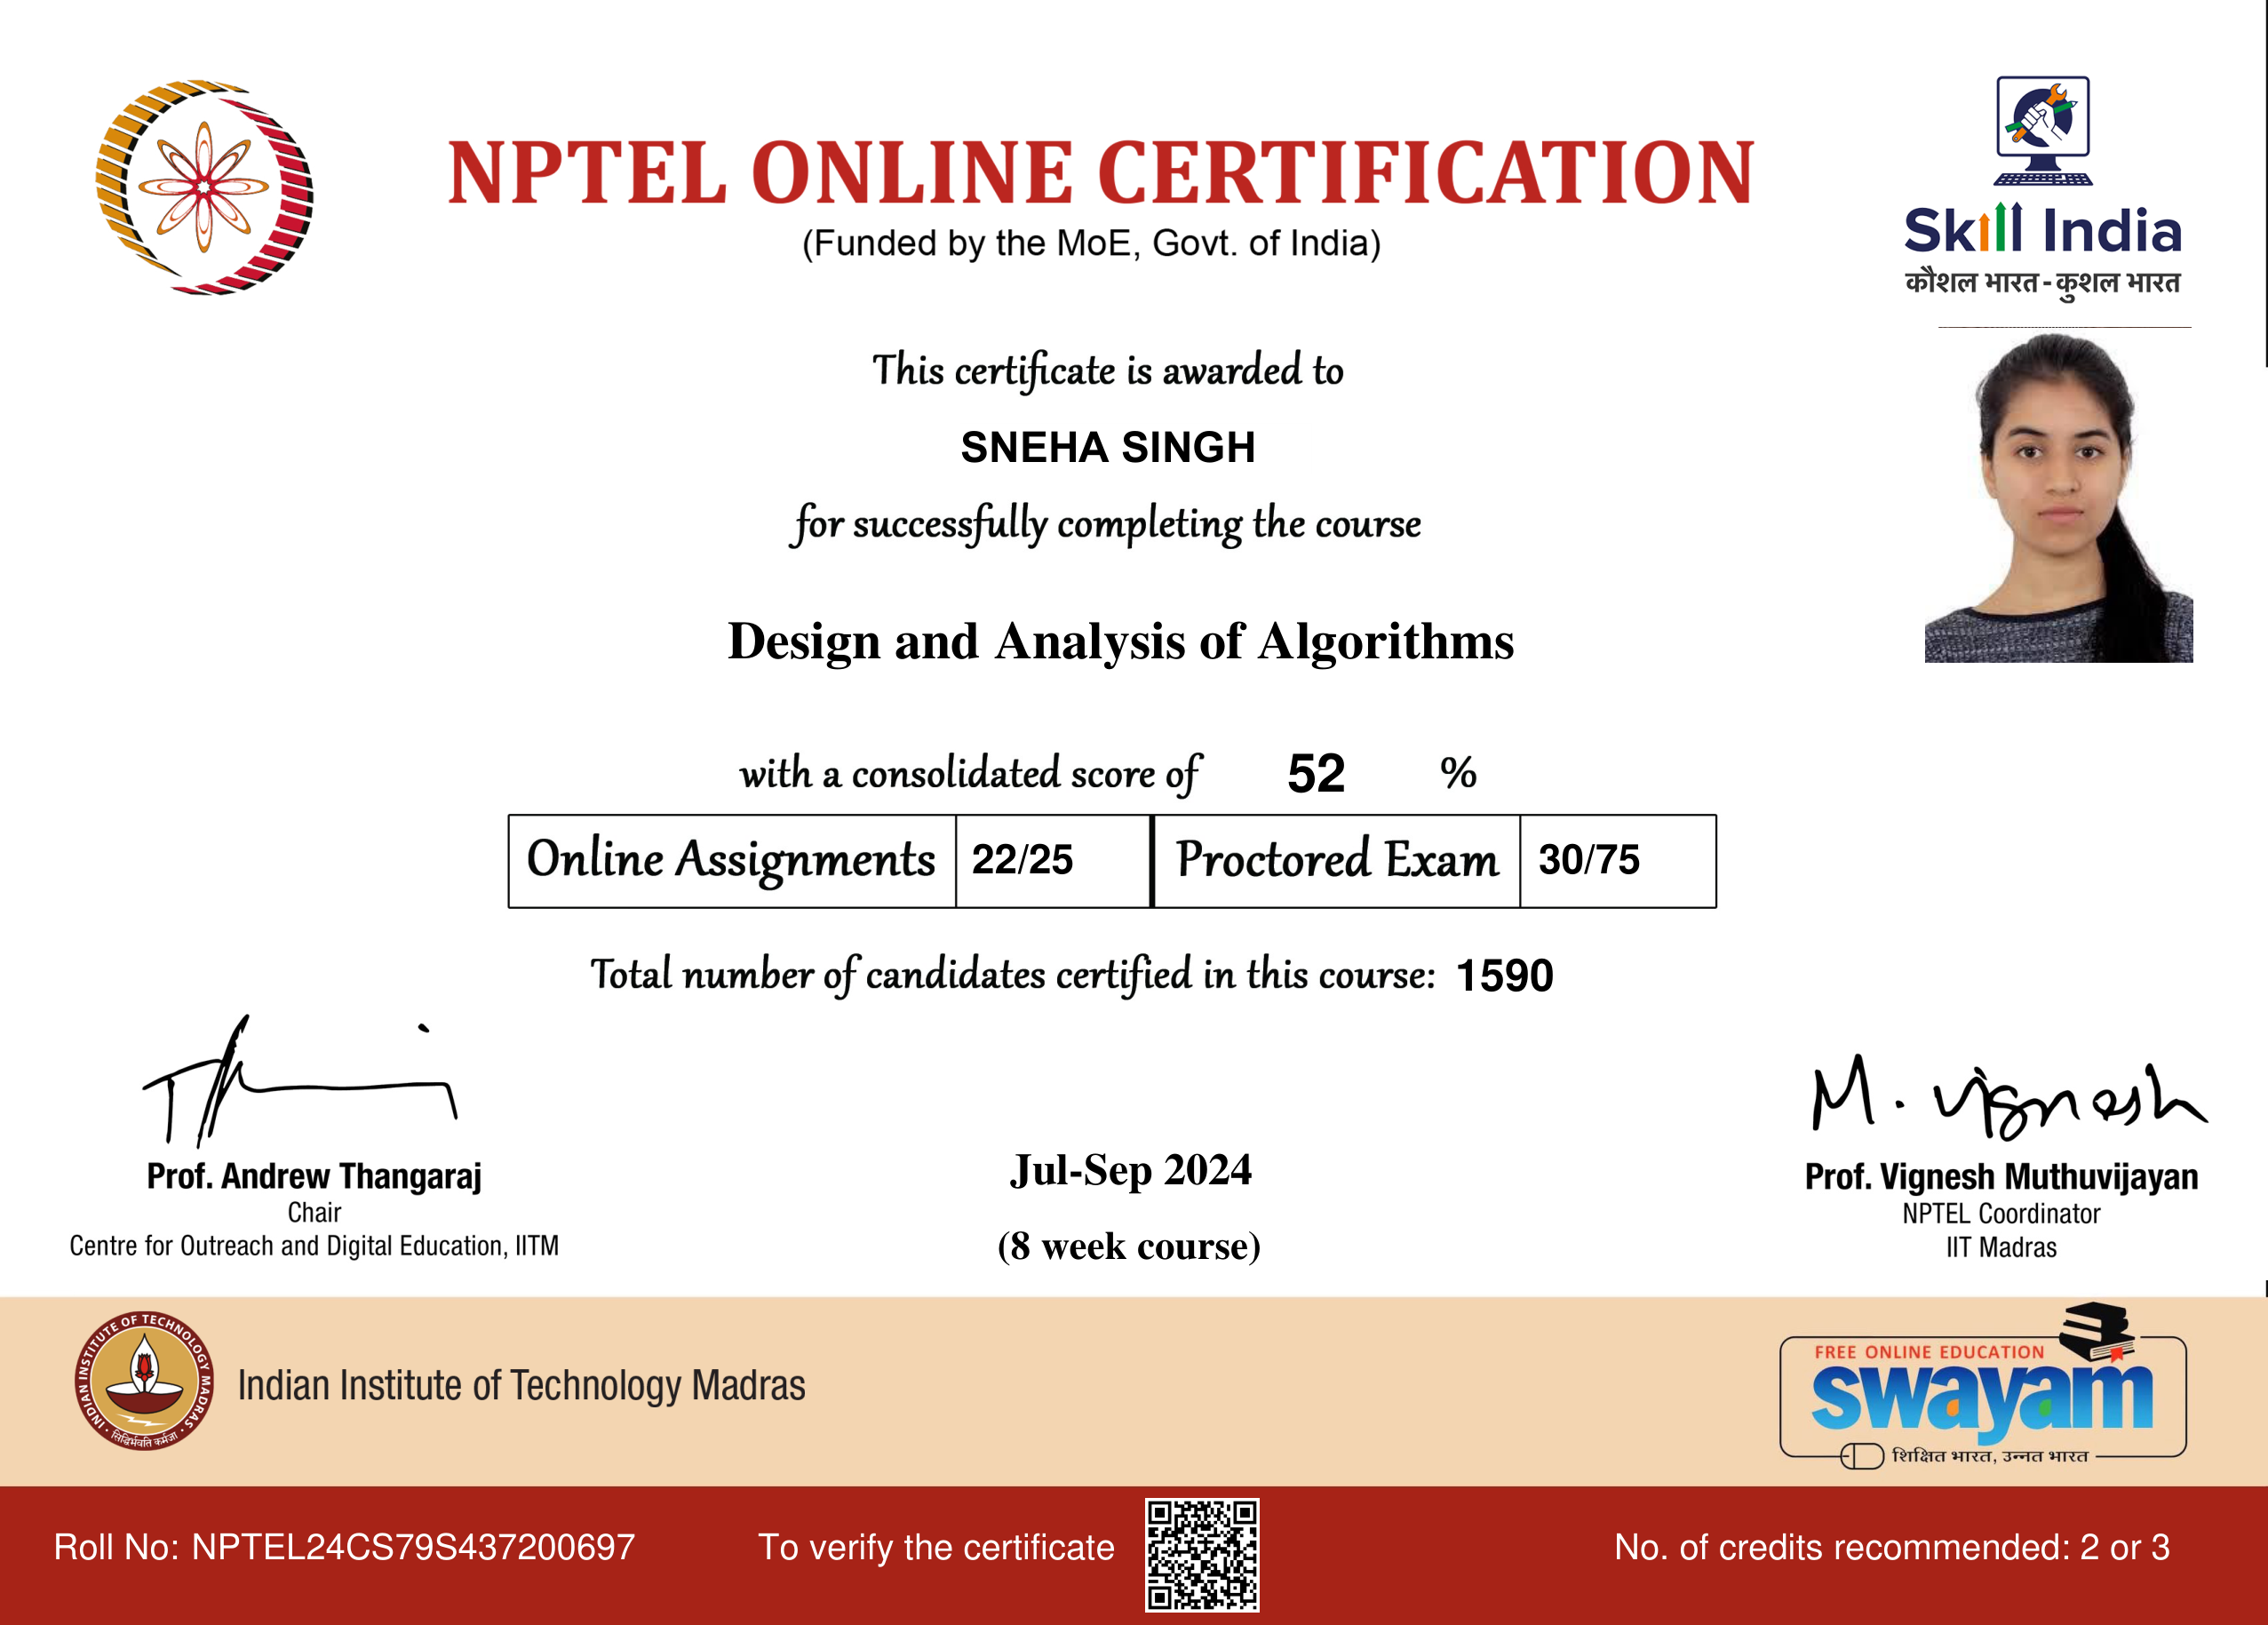 NPTEL ONLINE CERTIFICATION
(Funded by the MoE, Govt. of India)
Skill India
कौशल भारत - कुशल भारत
This certificate is awarded to
SNEHA SINGH
for successfully completing the course
Design and Analysis of Algorithms
with a consolidated score of 52 %
Online Assignments 22/25 Proctored Exam 30/75
Total number of candidates certified in this course: 1590
M. Vignesh
Prof. Andrew Thangaraj
Chair
Centre for Outreach and Digital Education, IITM
Jul-Sep 2024
(8 week course)
Prof. Vignesh Muthuvijayan
NPTEL Coordinator
IIT Madras
INDIAN INSTITUTE OF TECHNOLOGY MADRAS
सिद्धिर्भवति कर्मजा
Indian Institute of Technology Madras
FREE ONLINE EDUCATION
swayam
शिक्षित भारत, उन्नत भारत
Roll No: NPTEL24CS79S437200697
To verify the certificate
No. of credits recommended: 2 or 3